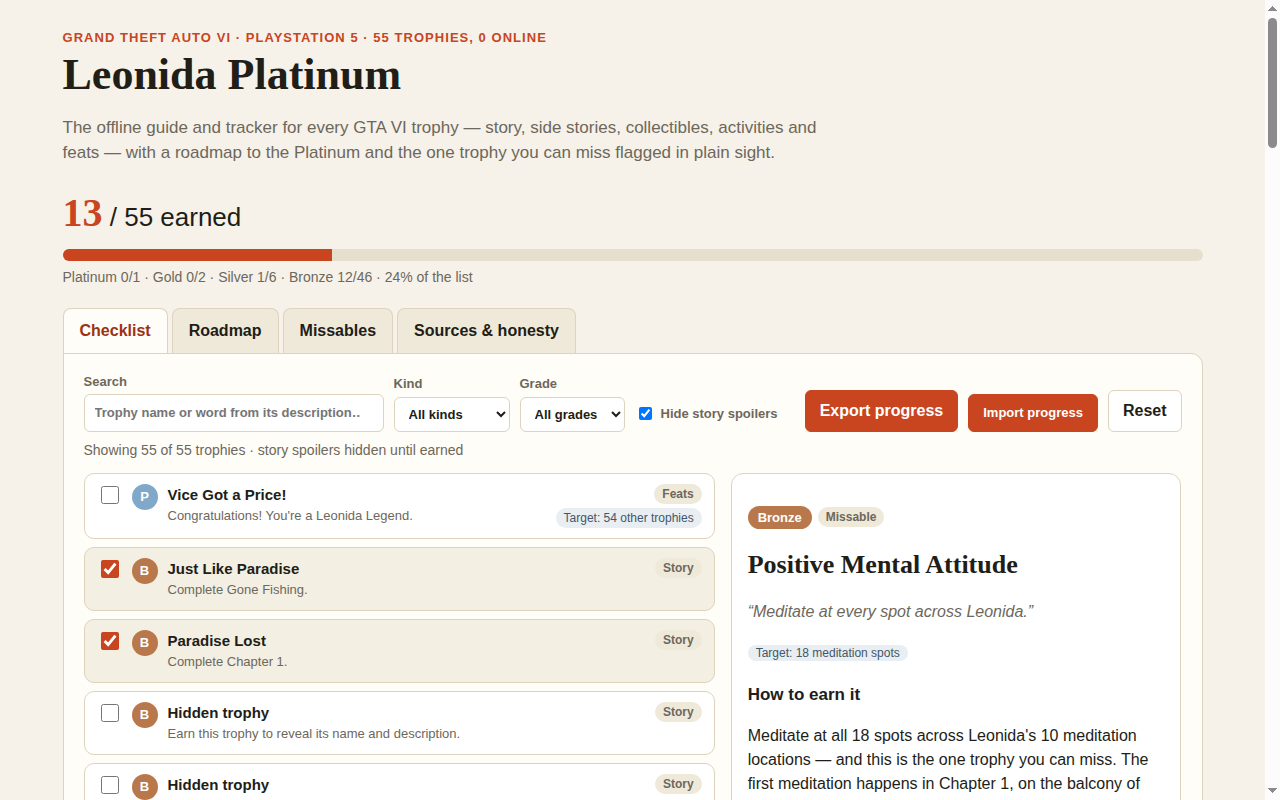 GRAND THEFT AUTO VI · PLAYSTATION 5 · 55 TROPHIES, 0 ONLINE
Leonida Platinum
The offline guide and tracker for every GTA VI trophy — story, side stories, collectibles, activities and
feats — with a roadmap to the Platinum and the one trophy you can miss flagged in plain sight.
13 / 55 earned
Platinum 0/1 · Gold 0/2 · Silver 1/6 · Bronze 12/46 · 24% of the list
Checklist
Roadmap
Missables
Sources & honesty
Search
Trophy name or word from its description..
Kind
All kinds
Grade
All grades
Hide story spoilers
Export progress
Import progress
Reset
Showing 55 of 55 trophies · story spoilers hidden until earned
P
Vice Got a Price!
Congratulations! You're a Leonida Legend.
Feats
Target: 54 other trophies
B
Just Like Paradise
Complete Gone Fishing.
Story
B
Paradise Lost
Complete Chapter 1.
Story
B
Hidden trophy
Earn this trophy to reveal its name and description.
Story
B
Hidden trophy
Story
Bronze
Missable
Positive Mental Attitude
“Meditate at every spot across Leonida.”
Target: 18 meditation spots
How to earn it
Meditate at all 18 spots across Leonida's 10 meditation
locations — and this is the one trophy you can miss. The
first meditation happens in Chapter 1, on the balcony of